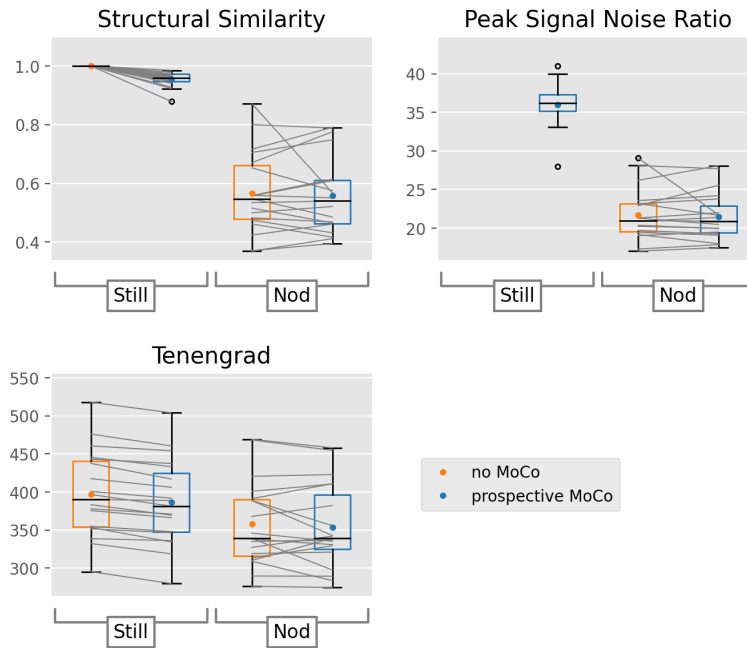 Structural Similarity
1.0
0.8
0.6
0.4
Still
Nod
Peak Signal Noise Ratio
40
35
30
25
20
Still
Nod
Tenengrad
550
500
450
400
350
300
Still
Nod
no MoCo
prospective MoCo